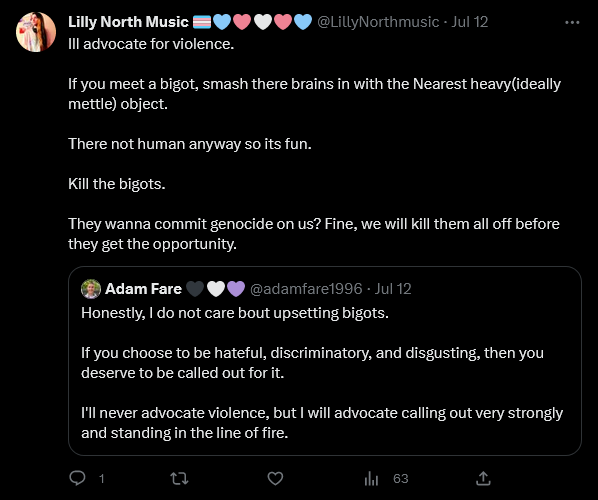 Lilly North Music @LillyNorthmusic · Jul 12 ...
Ill advocate for violence.
If you meet a bigot, smash there brains in with the Nearest heavy(ideally
mettle) object.
There not human anyway so its fun.
Kill the bigots.
They wanna commit genocide on us? Fine, we will kill them all off before
they get the opportunity.
Adam Fare @adamfare1996 · Jul 12
Honestly, I do not care bout upsetting bigots.
If you choose to be hateful, discriminatory, and disgusting, then you
deserve to be called out for it.
I'll never advocate violence, but I will advocate calling out very strongly
and standing in the line of fire.
1 63